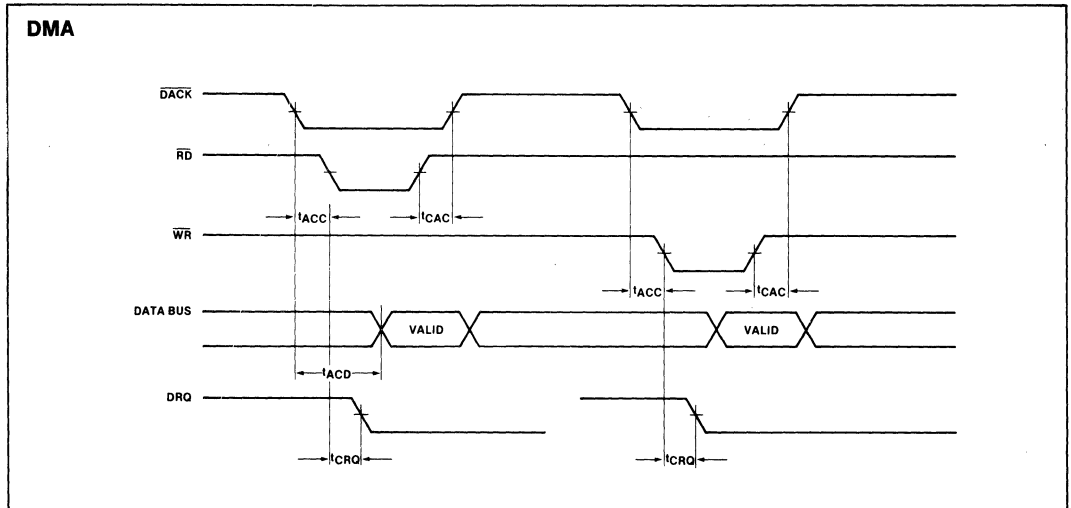 DMA
DACK
RD
tACC
tCAC
WR
tACC
tCAC
DATA BUS
VALID
VALID
tACD
DRQ
tCRQ
tCRQ